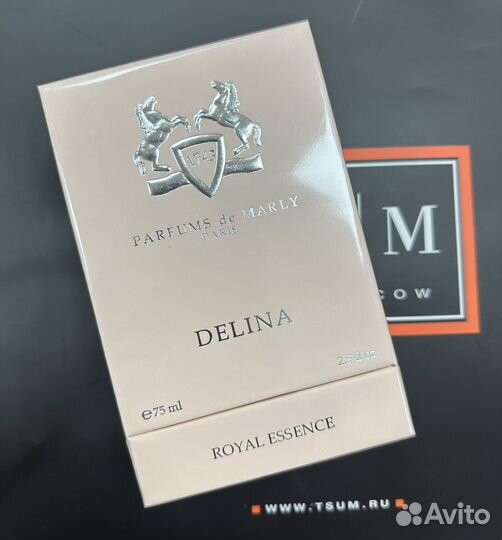 1743
PARFUMS de MARLY
PARIS
DELINA
℮75 ml
2.5 fl.oz
ROYAL ESSENCE
M
COW
WWW.TSUM.RU
Avito